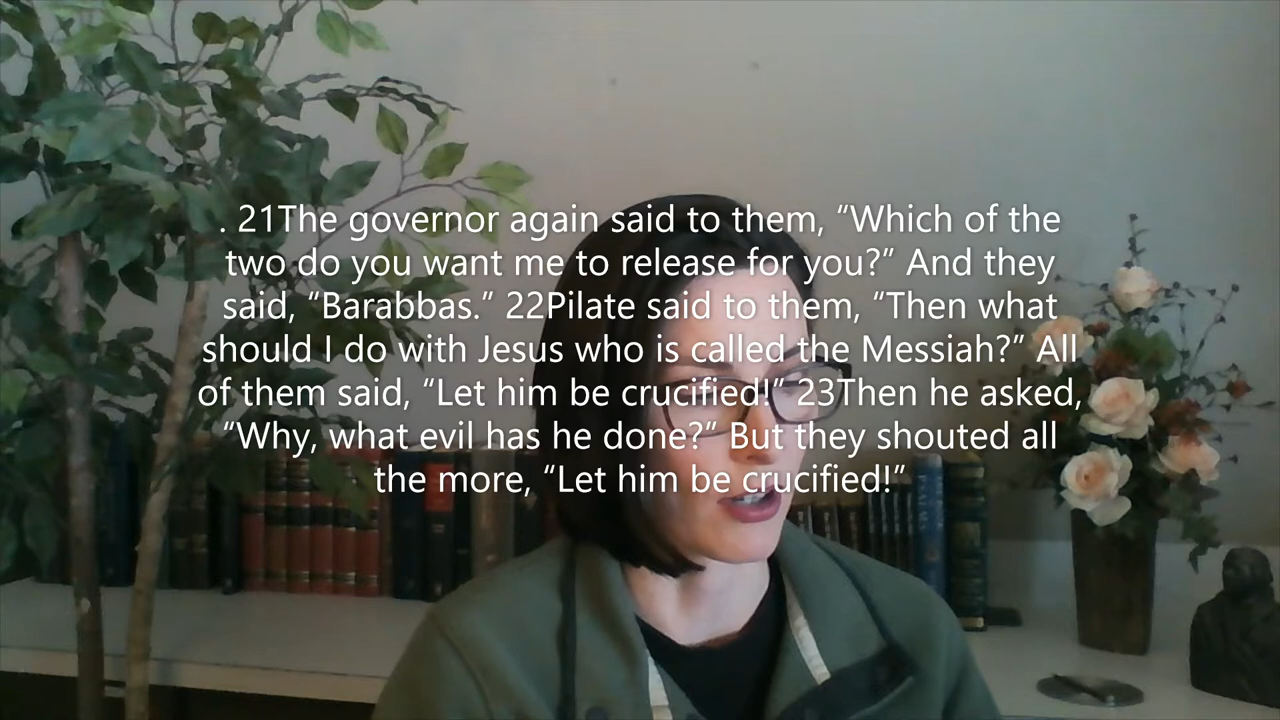 . 21The governor again said to them, “Which of the
two do you want me to release for you?” And they
said, “Barabbas.” 22Pilate said to them, “Then what
should I do with Jesus who is called the Messiah?” All
of them said, “Let him be crucified!” 23Then he asked,
“Why, what evil has he done?” But they shouted all
the more, “Let him be crucified!”